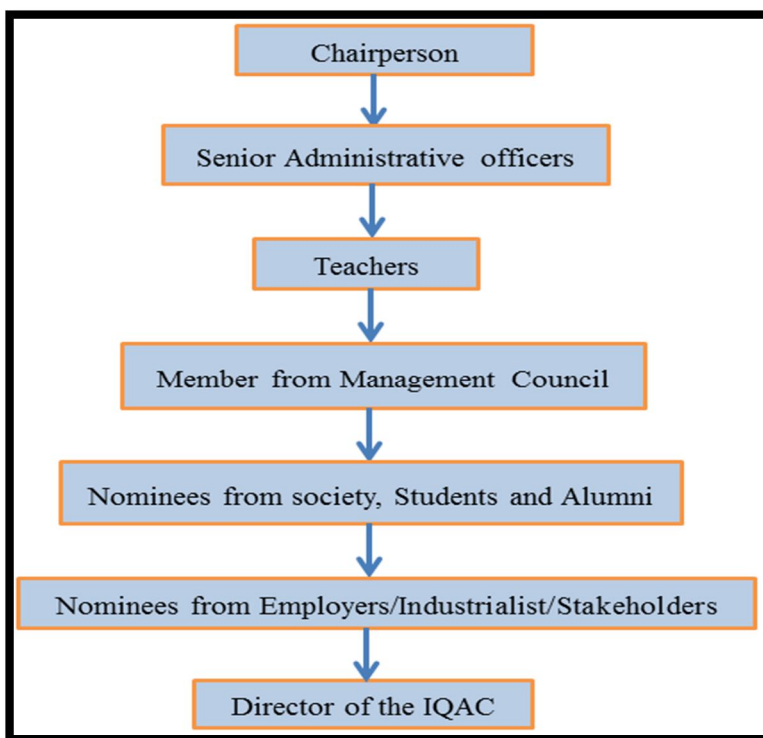 Chairperson
Senior Administrative officers
Teachers
Member from Management Council
Nominees from society, Students and Alumni
Nominees from Employers/Industrialist/Stakeholders
Director of the IQAC